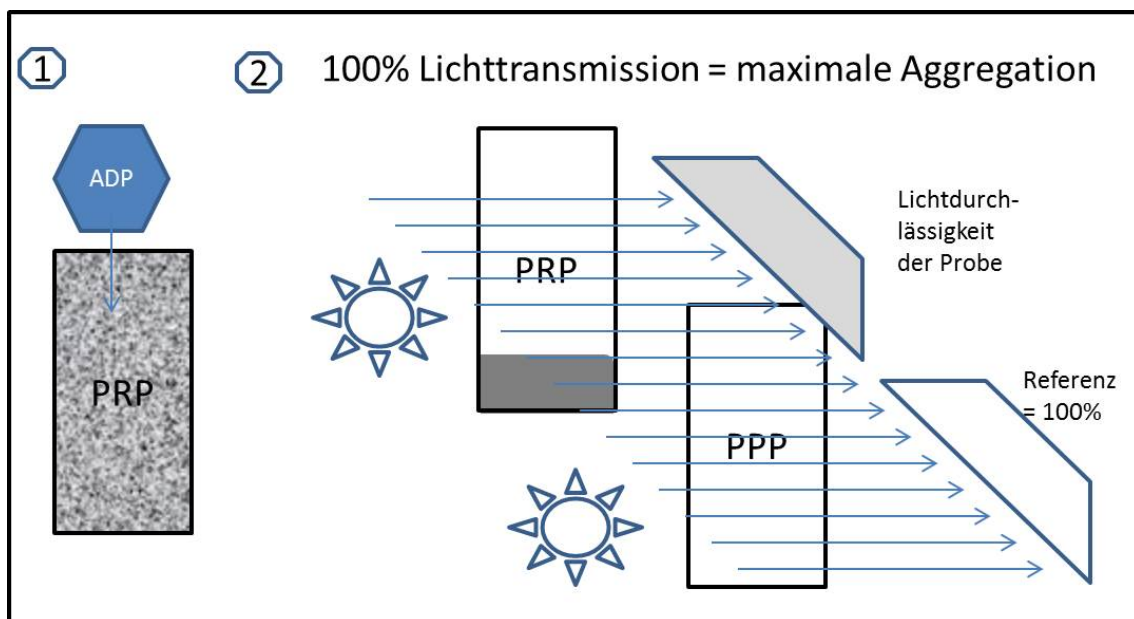 1
2
100% Lichttransmission = maximale Aggregation
ADP
PRP
PRP
Lichtdurch-
lässigkeit
der Probe
PPP
Referenz
= 100%